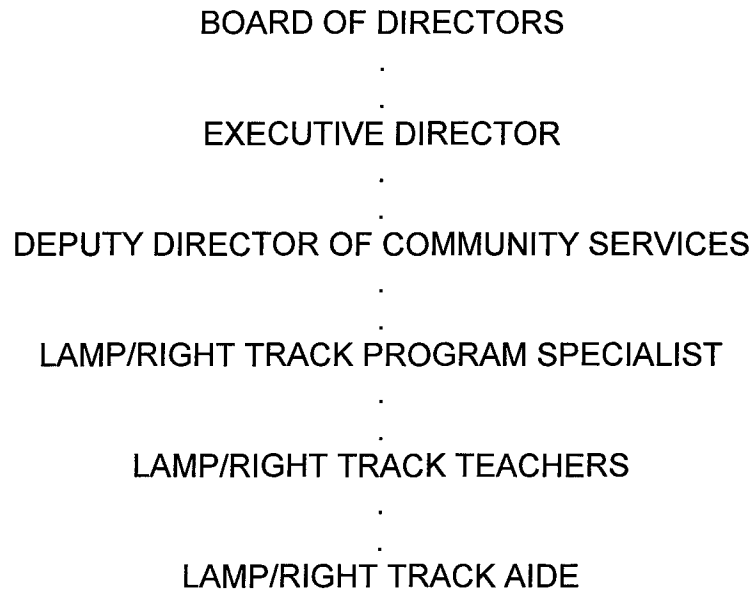 BOARD OF DIRECTORS
.
.
EXECUTIVE DIRECTOR
.
.
DEPUTY DIRECTOR OF COMMUNITY SERVICES
.
.
LAMP/RIGHT TRACK PROGRAM SPECIALIST
.
.
LAMP/RIGHT TRACK TEACHERS
.
.
LAMP/RIGHT TRACK AIDE